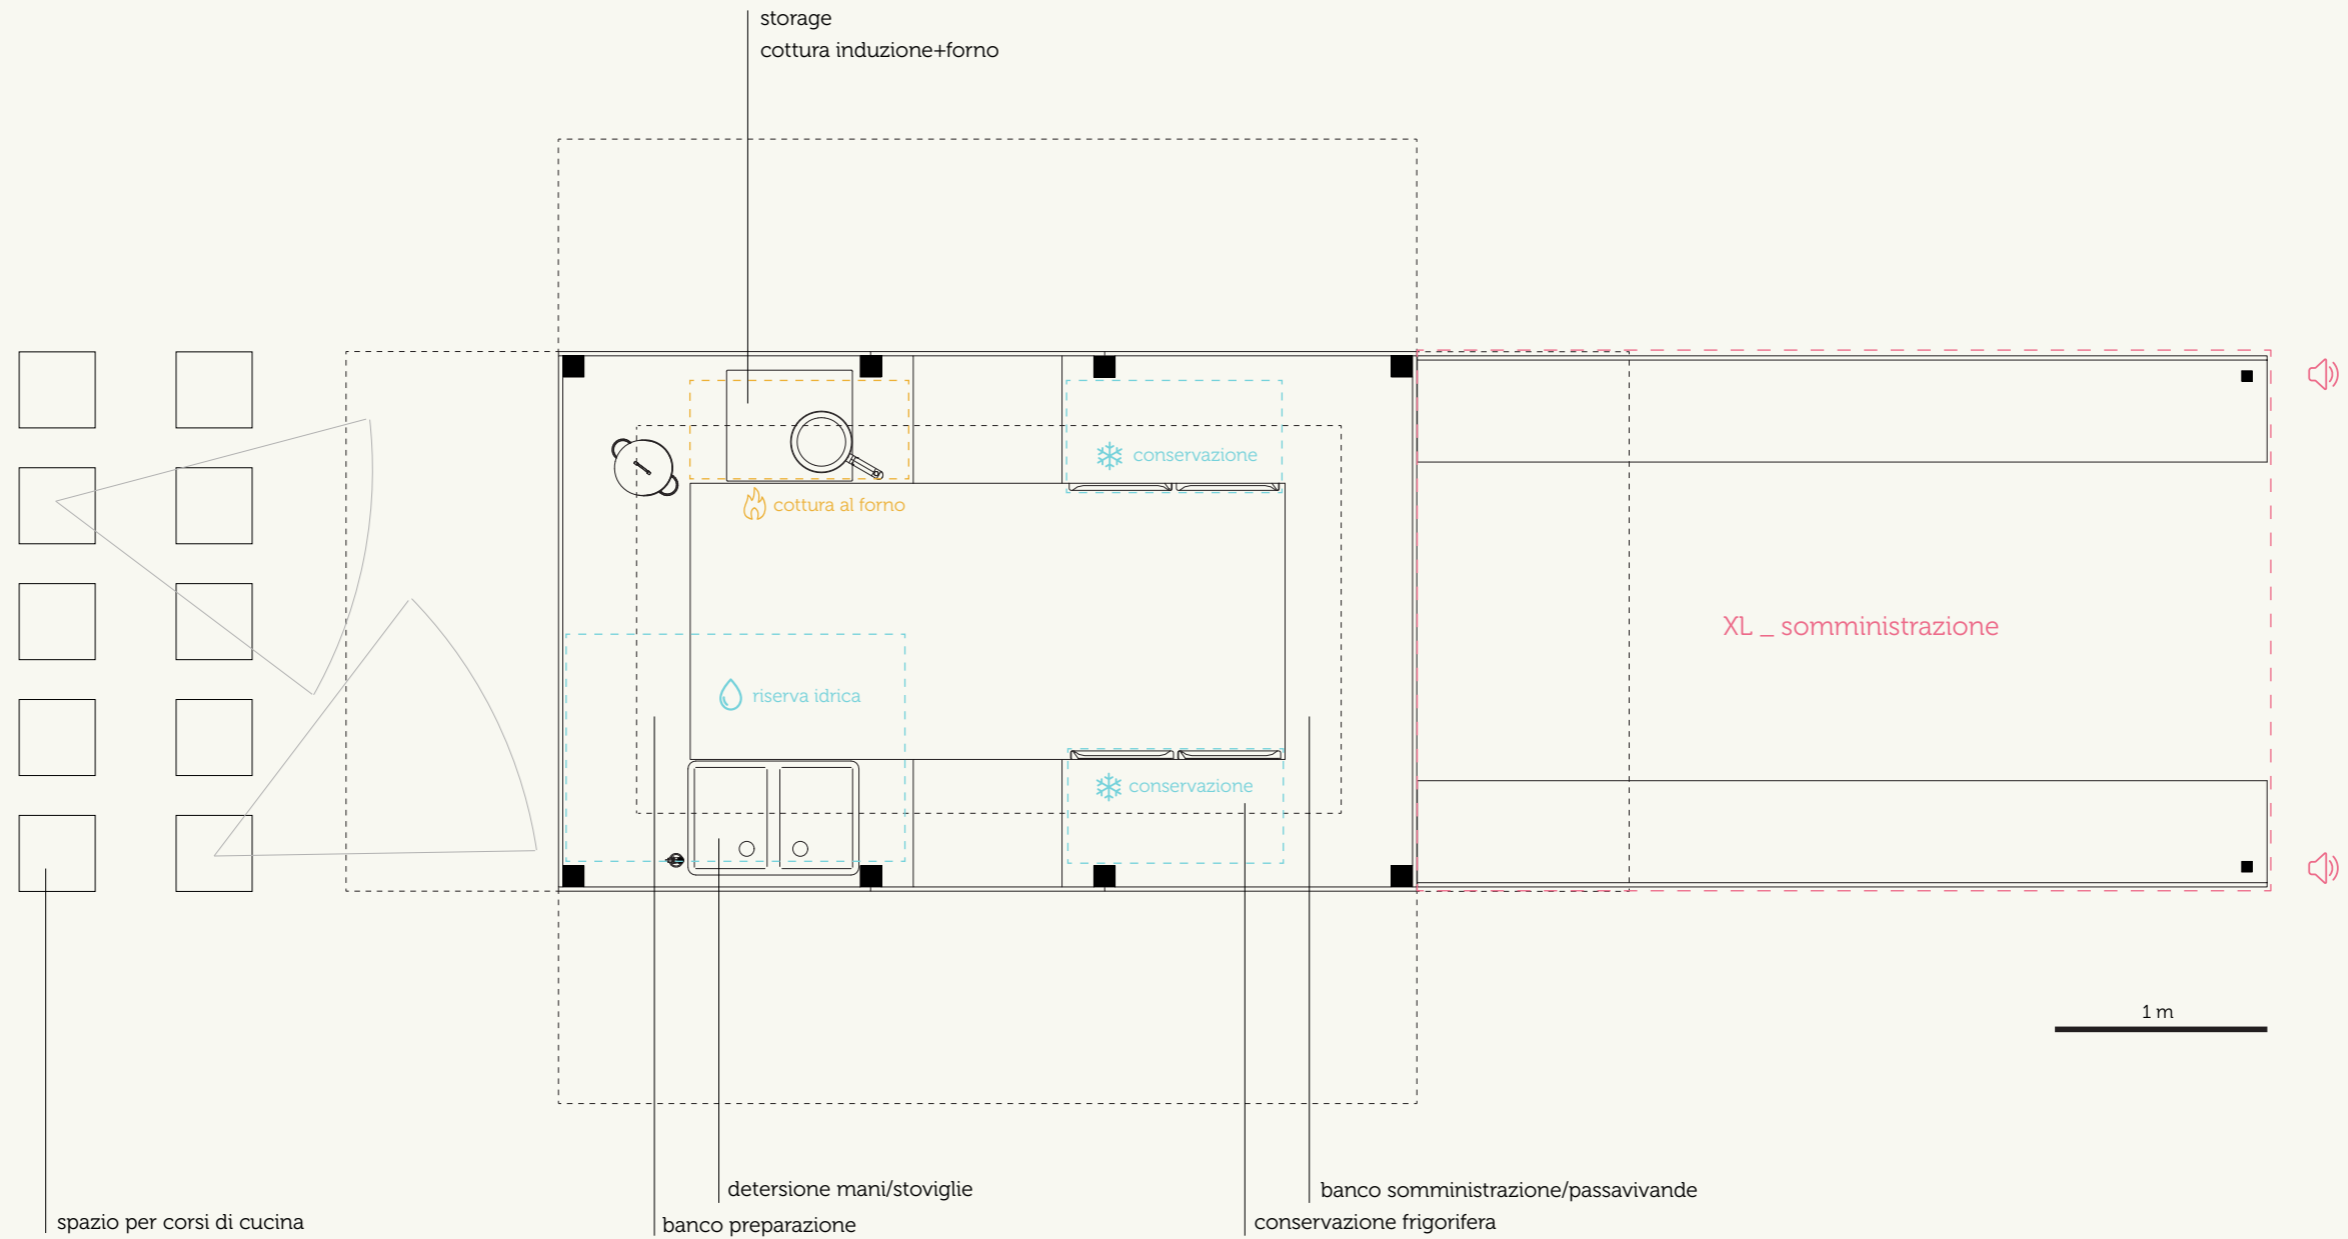 storage
cottura induzione+forno
conservazione
cottura al forno
XL _ somministrazione
riserva idrica
conservazione
1 m
detersione mani/stoviglie
banco somministrazione/passavivande
spazio per corsi di cucina
banco preparazione
conservazione frigorifera